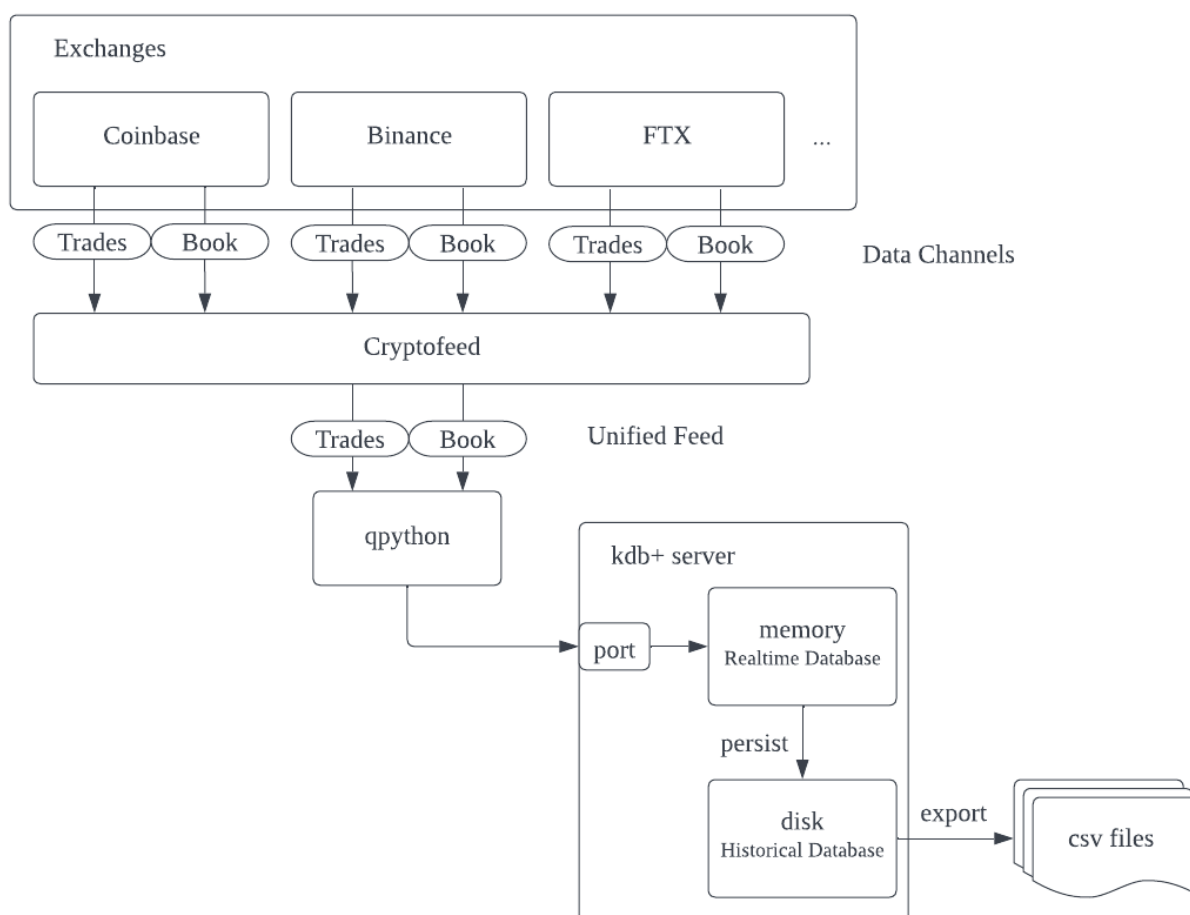 Exchanges
Coinbase
Binance
FTX
...
Trades
Book
Trades
Book
Trades
Book
Data Channels
Cryptofeed
Trades
Book
Unified Feed
qpython
kdb+ server
port
memory
Realtime Database
persist
disk
Historical Database
export
csv files